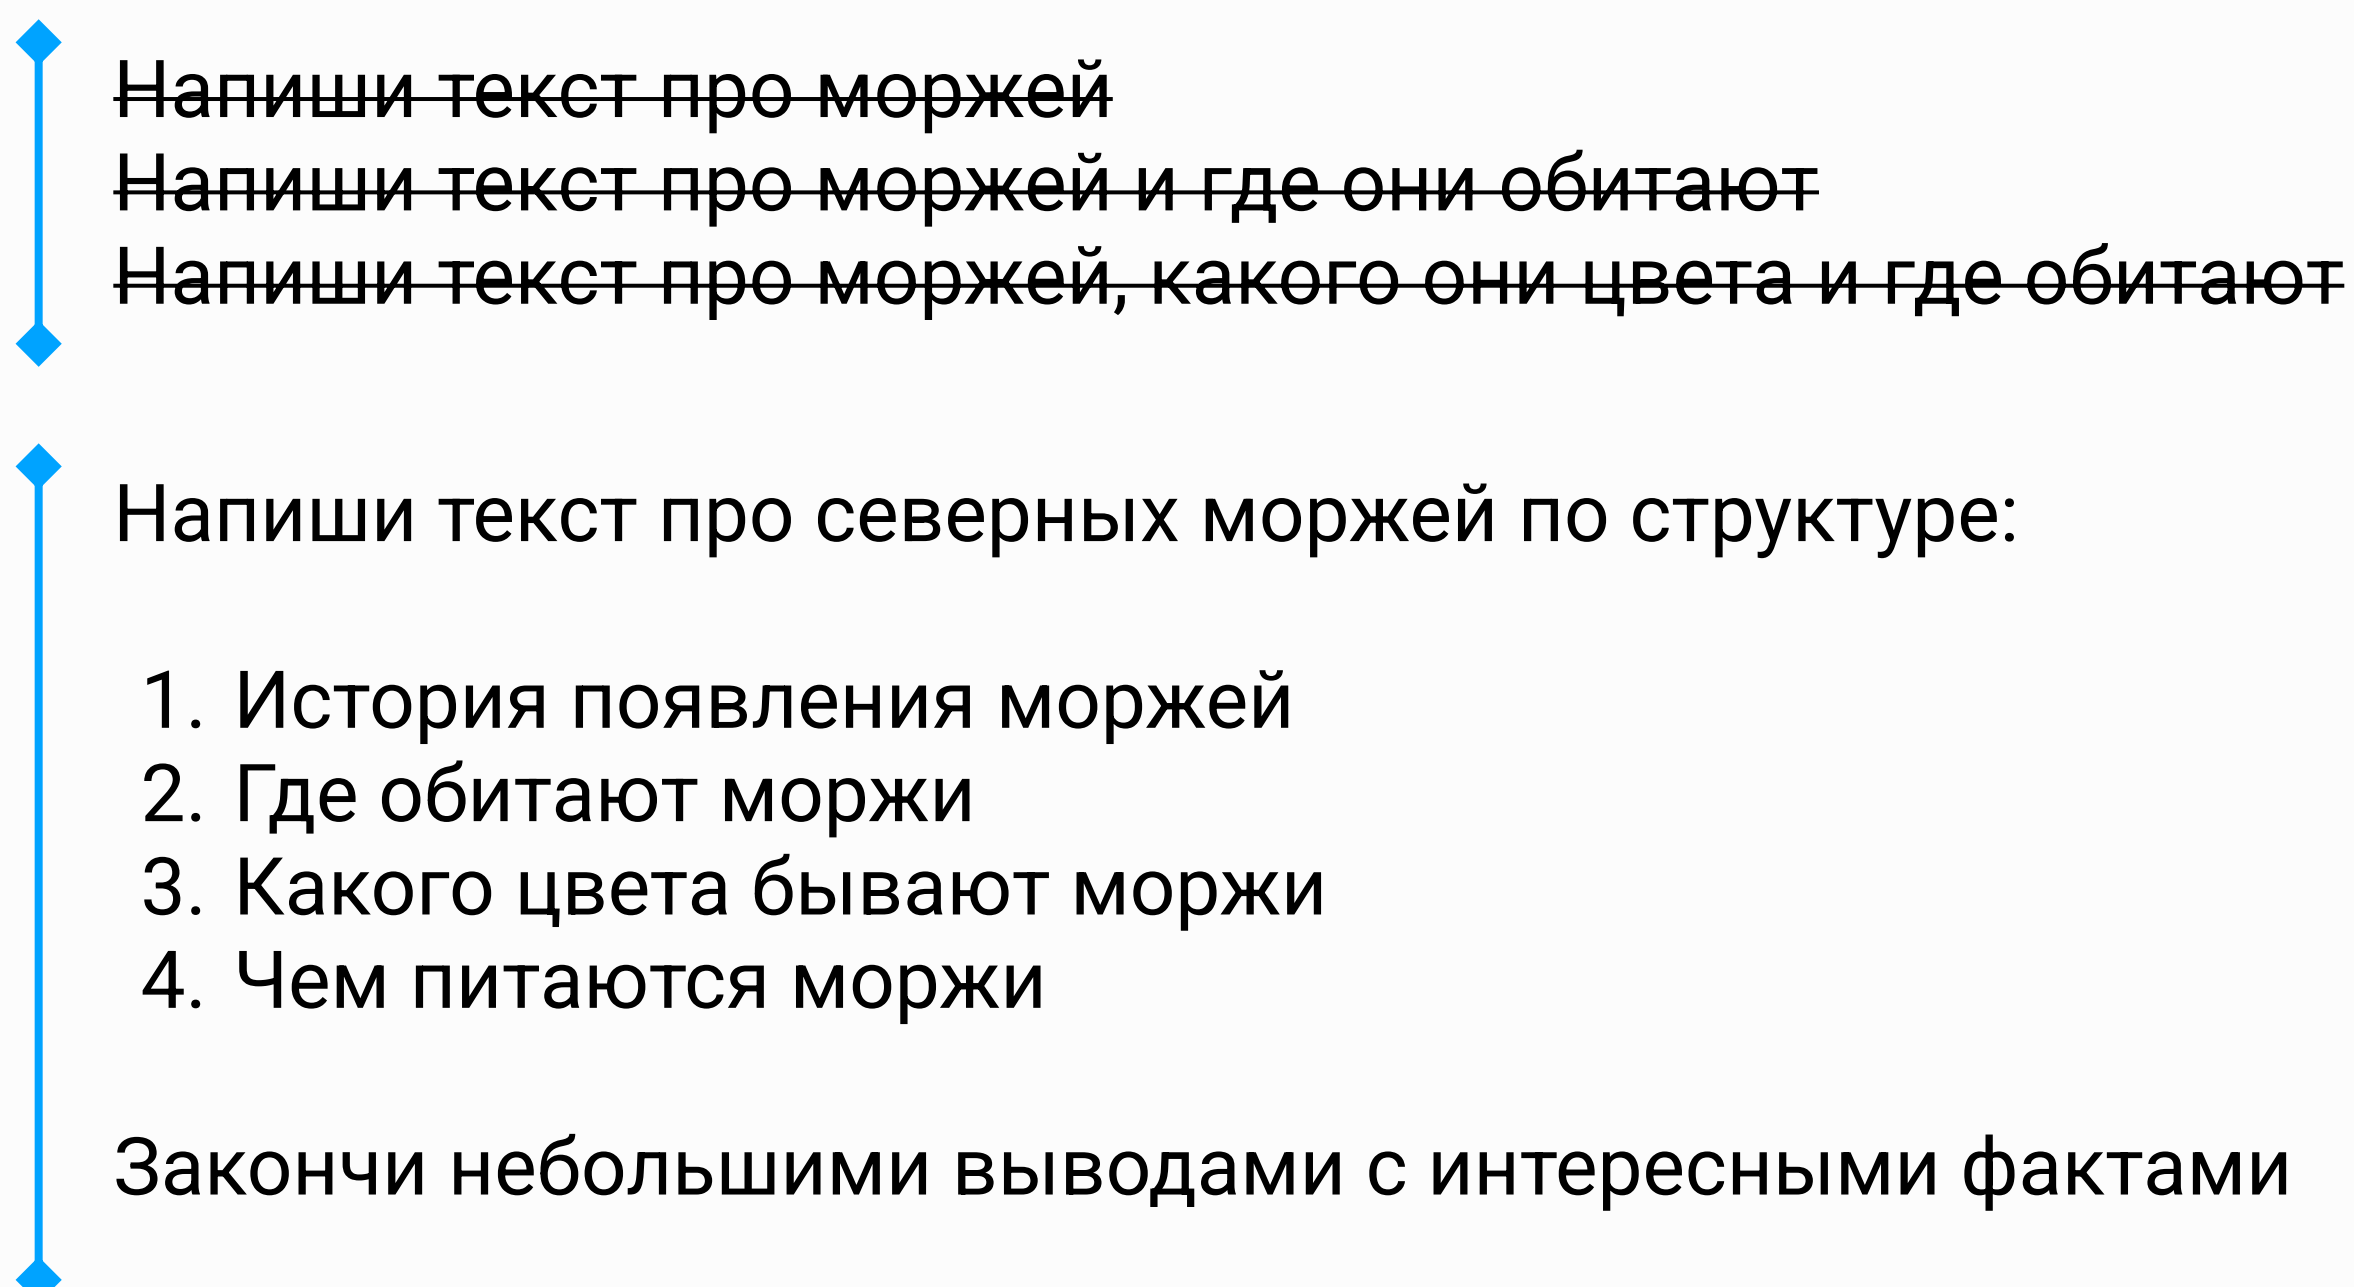 Напиши текст про моржей
Напиши текст про моржей и где они обитают
Напиши текст про моржей, какого они цвета и где обитают
Напиши текст про северных моржей по структуре:
1. История появления моржей
2. Где обитают моржи
3. Какого цвета бывают моржи
4. Чем питаются моржи
Закончи небольшими выводами с интересными фактами